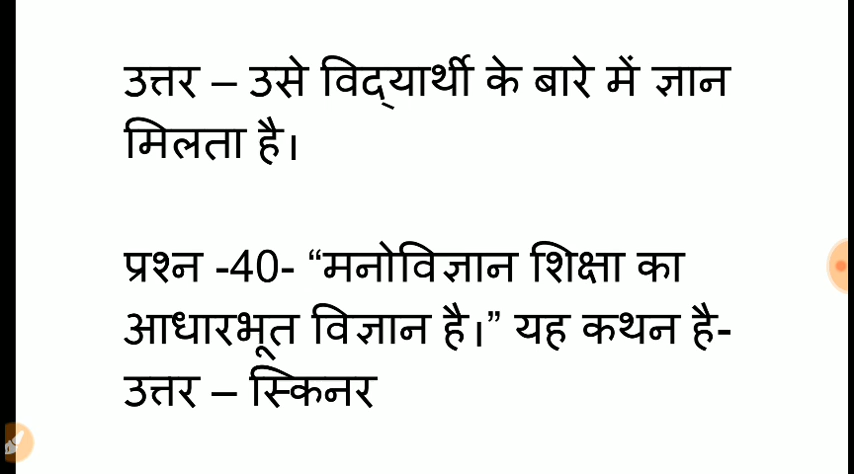 उत्तर – उसे विद्यार्थी के बारे में ज्ञान
मिलता है।
प्रश्न -40- “मनोविज्ञान शिक्षा का
आधारभूत विज्ञान है।” यह कथन है-
उत्तर – स्किनर